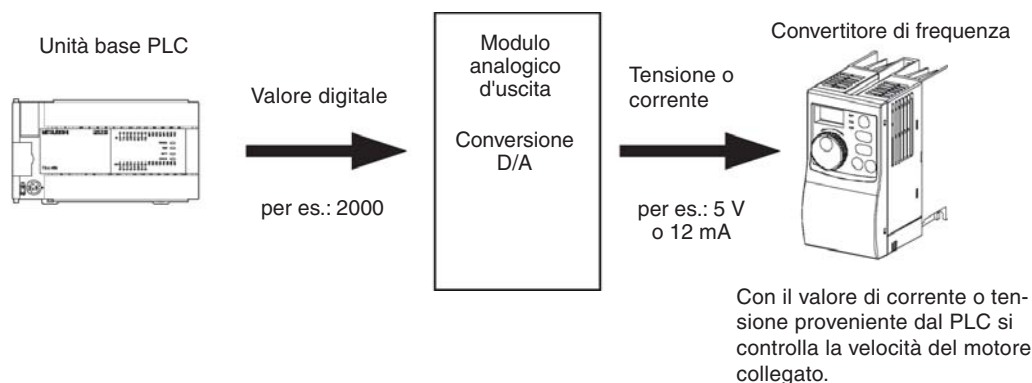 Unità base PLC
Valore digitale
per es.: 2000
Modulo
analogico
d'uscita
Conversione
D/A
Tensione o
corrente
per es.: 5 V
o 12 mA
Convertitore di frequenza
MITSUBISHI
Con il valore di corrente o ten-
sione proveniente dal PLC si
controlla la velocità del motore
collegato.